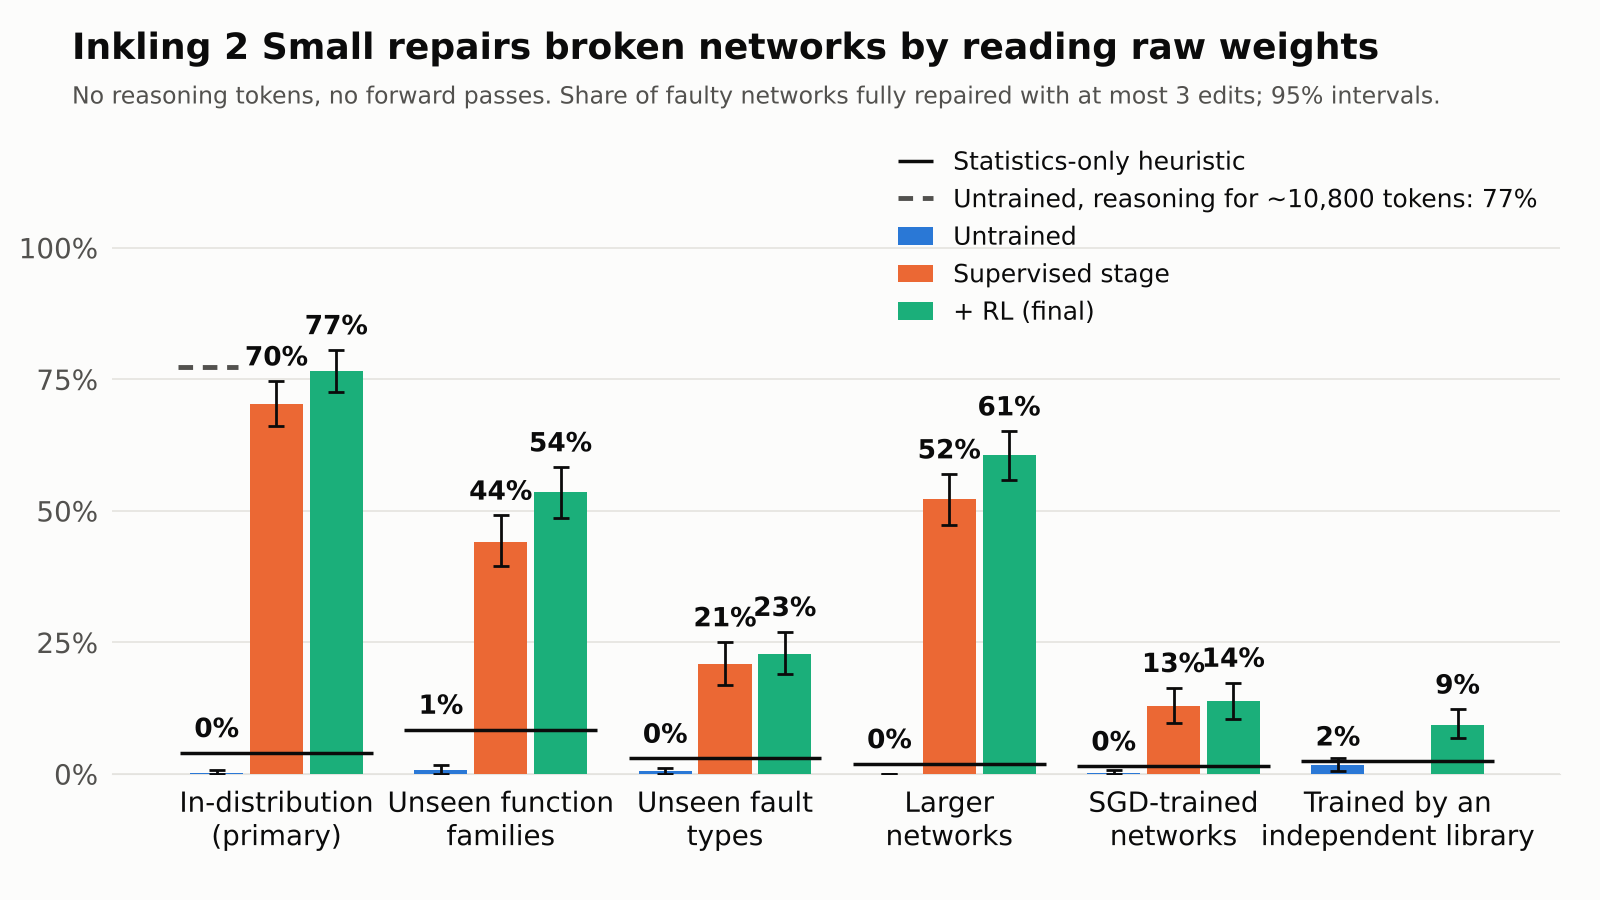 Inkling 2 Small repairs broken networks by reading raw weights
No reasoning tokens, no forward passes. Share of faulty networks fully repaired with at most 3 edits; 95% intervals.
Statistics-only heuristic
Untrained, reasoning for ~10,800 tokens: 77%
Untrained
Supervised stage
+ RL (final)
100%
75%
50%
25%
0%
0%
70%
77%
1%
44%
54%
0%
21%
23%
0%
52%
61%
0%
13%
14%
2%
9%
In-distribution
(primary)
Unseen function
families
Unseen fault
types
Larger
networks
SGD-trained
networks
Trained by an
independent library